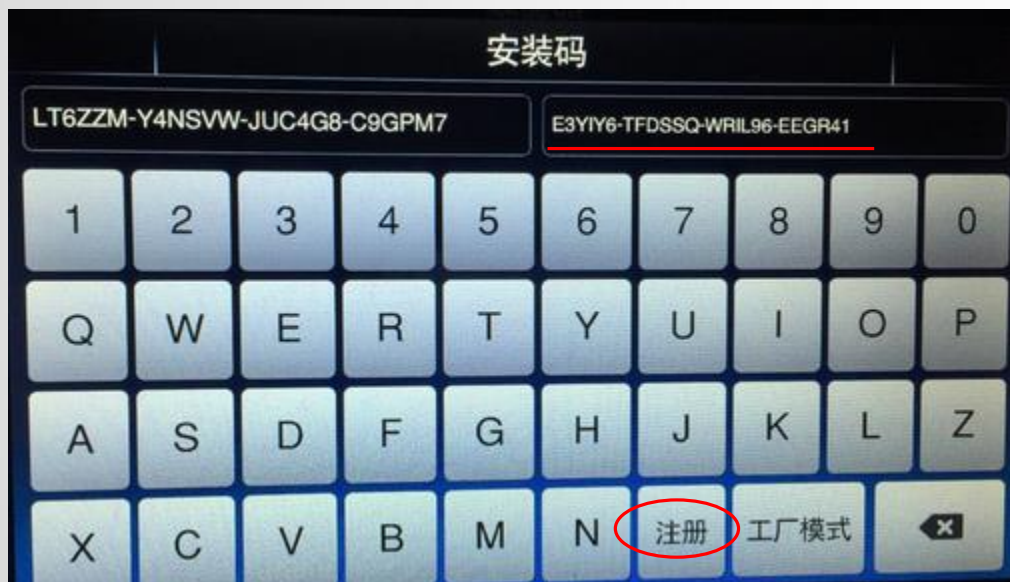 安装码
LT6ZZM-Y4NSVW-JUC4G8-C9GPM7 E3YIY6-TFDSSQ-WRIL96-EEGR41
1 2 3 4 5 6 7 8 9 0
Q W E R T Y U I O P
A S D F G H J K L Z
X C V B M N 注册 工厂模式